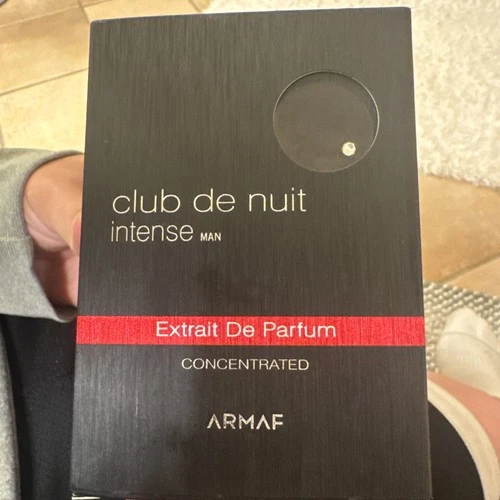 club de nuit
intense MAN
Extrait De Parfum
CONCENTRATED
ARMAF